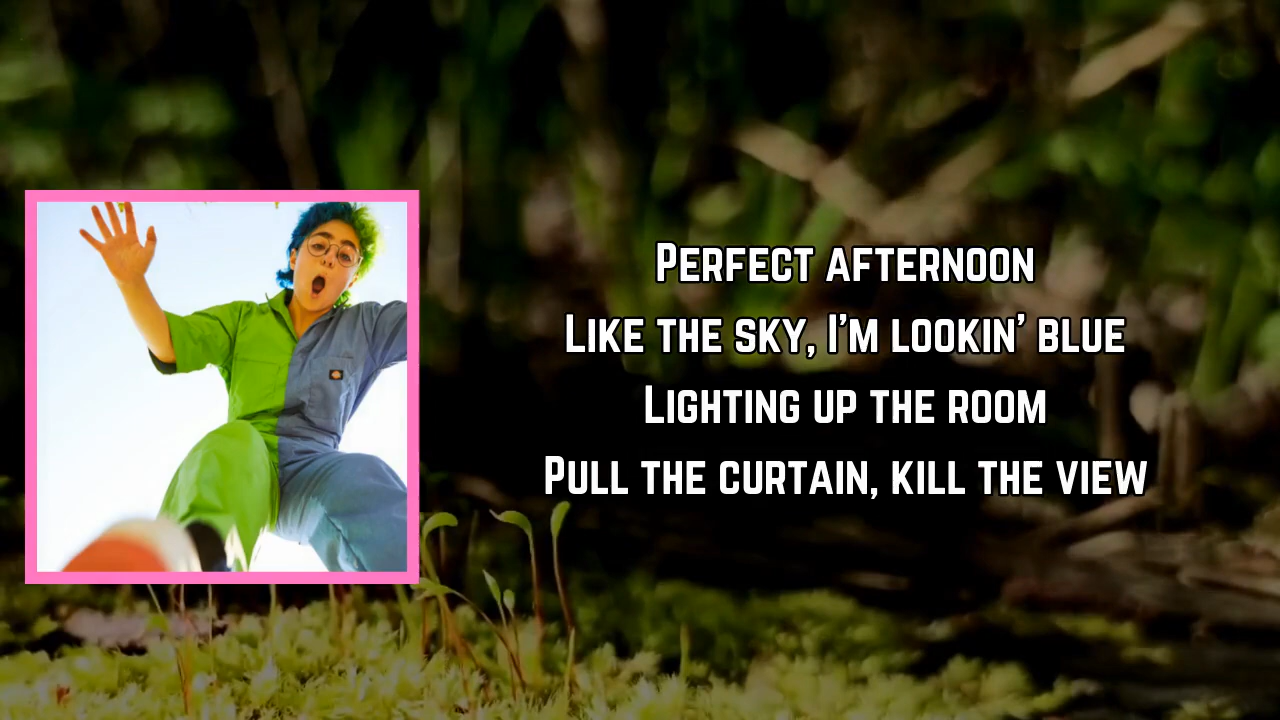 Perfect afternoon
Like the sky, I'm lookin' blue
Lighting up the room
Pull the curtain, kill the view